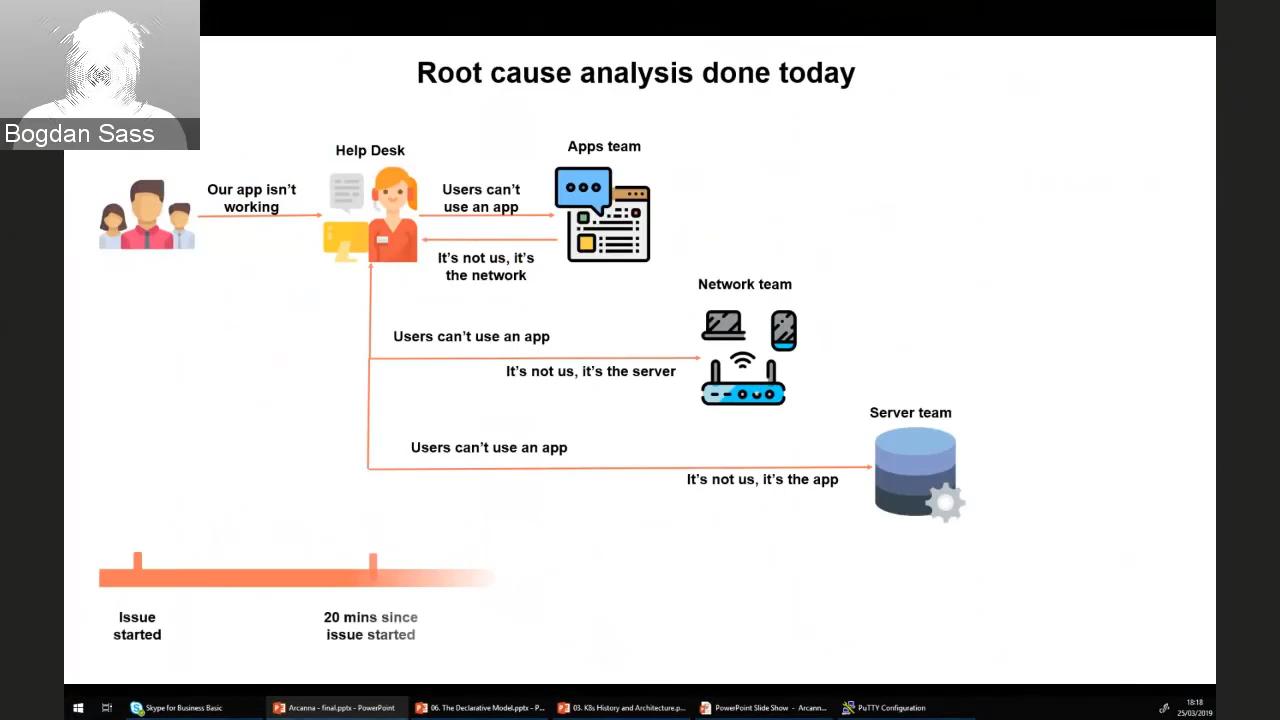 Root cause analysis done today
Bogdan Sass
Help Desk
Apps team
Our app isn't
working
Users can't
use an app
It's not us, it's
the network
Network team
Users can't use an app
It's not us, it's the server
Server team
Users can't use an app
It's not us, it's the app
Issue
started
20 mins since
issue started
Skype for Business Basic
Arcanna - final.pptx - PowerPoint
06. The Declarative Model.pptx - P...
03. K8s History and Architecture.p...
PowerPoint Slide Show - Arcann...
PuTTY Configuration
18:18
25/03/2019